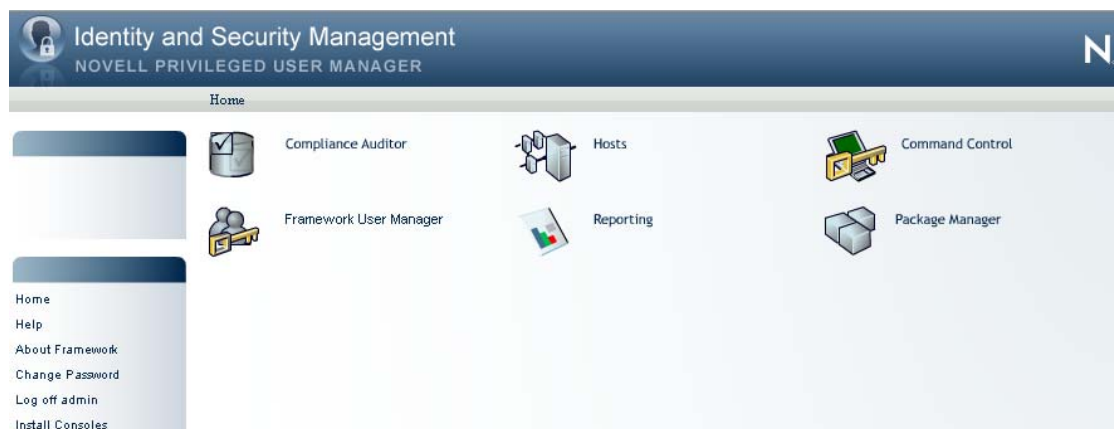 Identity and Security Management
NOVELL PRIVILEGED USER MANAGER
N
Home
Compliance Auditor
Hosts
Command Control
Framework User Manager
Reporting
Package Manager
Home
Help
About Framework
Change Password
Log off admin
Install Consoles